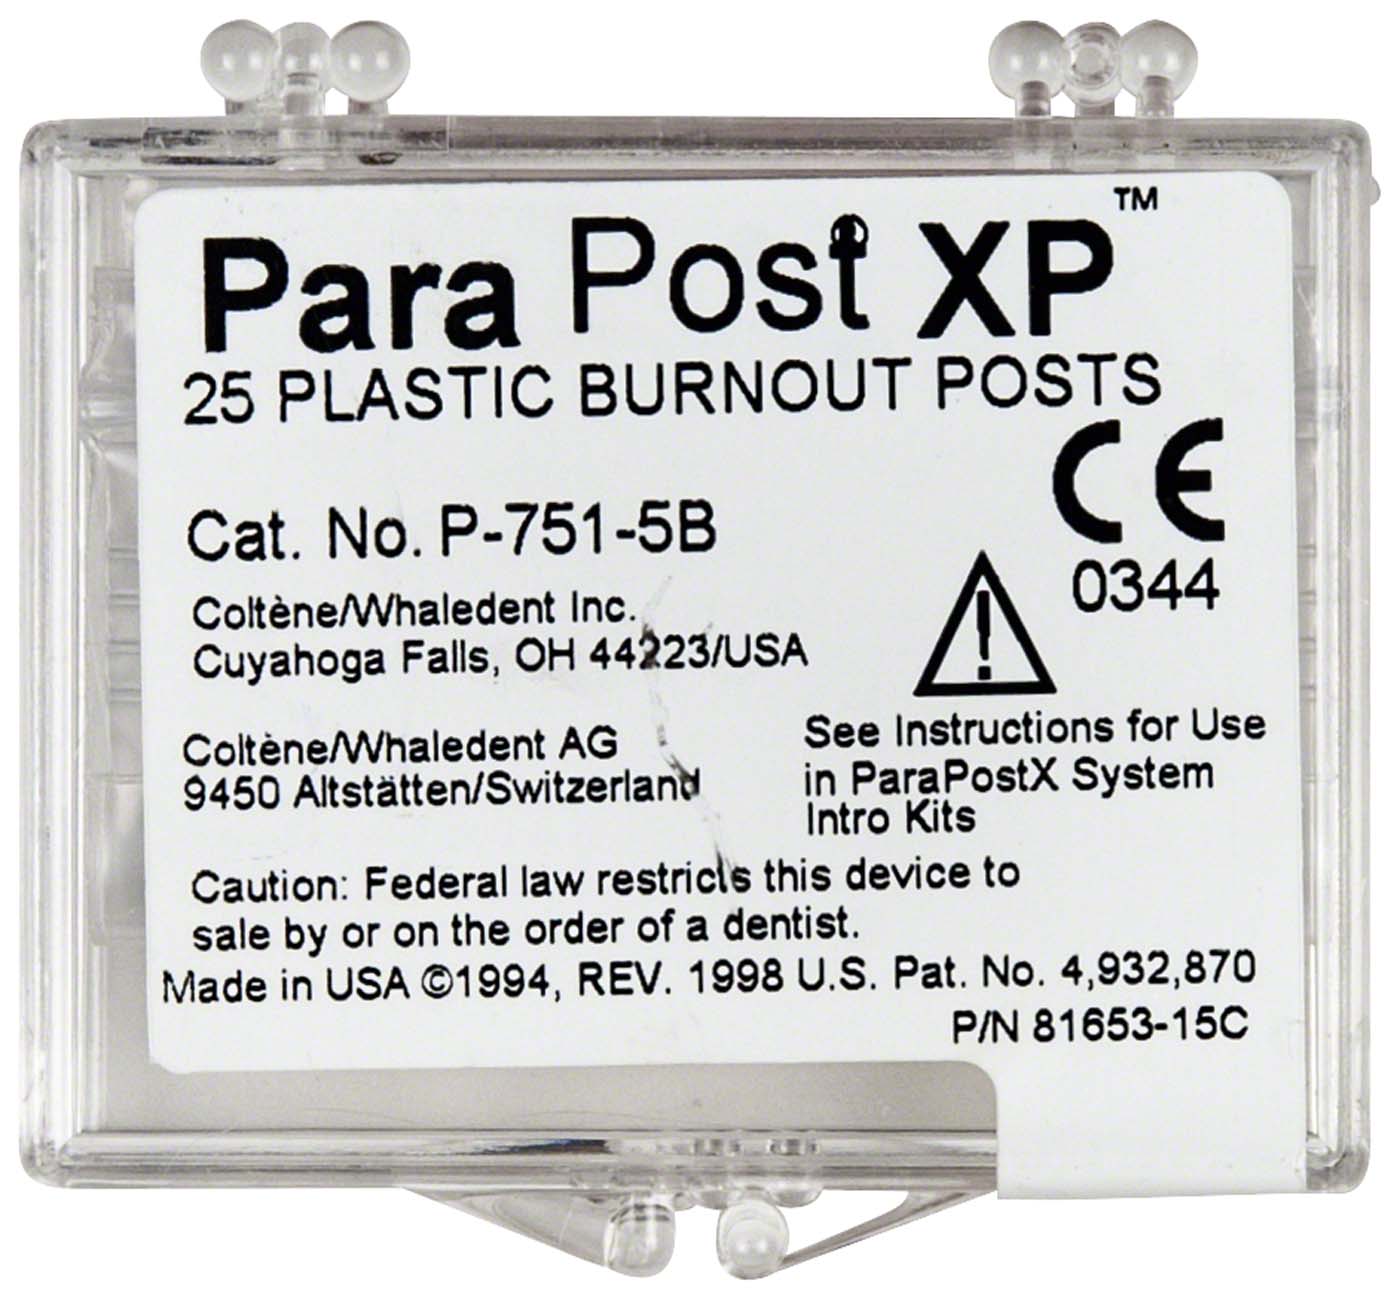 Para Post XP™
25 PLASTIC BURNOUT POSTS
CE
0344
Cat. No. P-751-5B
Coltène/Whaledent Inc.
Cuyahoga Falls, OH 44223/USA
Coltène/Whaledent AG
9450 Altstätten/Switzerland
!
See Instructions for Use
in ParaPostX System
Intro Kits
Caution: Federal law restricts this device to
sale by or on the order of a dentist.
Made in USA ©1994, REV. 1998 U.S. Pat. No. 4,932,870
P/N 81653-15C